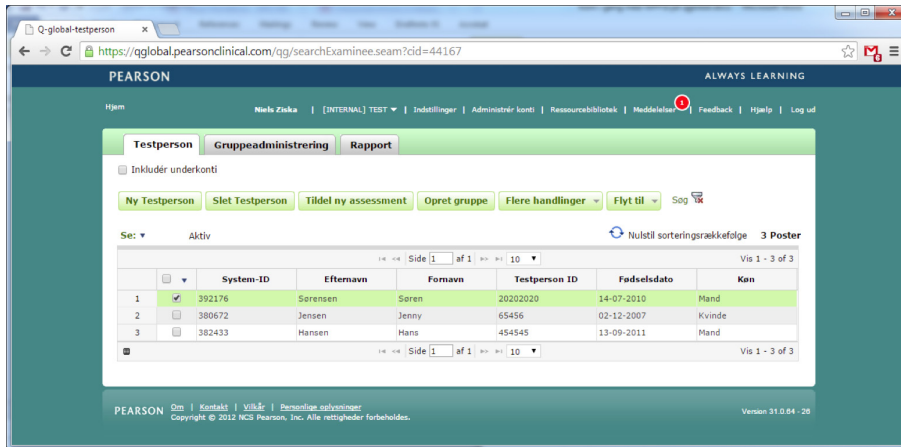 Q-global-testperson
https://qglobal.pearsonclinical.com/qg/searchExaminee.seam?cid=44167
PEARSON ALWAYS LEARNING
Hjem Niels Ziska | [INTERNAL] TEST | Indstillinger | Administrér konti | Ressourcebibliotek | Meddelelser 1 | Feedback | Hjælp | Log ud
Testperson Gruppeadministrering Rapport
Inkludér underkonti
Ny Testperson Slet Testperson Tildel ny assessment Opret gruppe Flere handlinger Flyt til Søg
Se: Aktiv Nulstil sorteringsrækkefølge 3 Poster
Side 1 af 1 10 Vis 1 - 3 of 3
System-ID Efternavn Fornavn Testperson ID Fødselsdato Køn
1 392176 Sørensen Søren 20202020 14-07-2010 Mand
2 380672 Jensen Jenny 65456 02-12-2007 Kvinde
3 382433 Hansen Hans 454545 13-09-2011 Mand
Side 1 af 1 10 Vis 1 - 3 of 3
PEARSON Om | Kontakt | Vilkår | Personlige oplysninger
Copyright © 2012 NCS Pearson, Inc. Alle rettigheder forbeholdes. Version 31.0.64 - 26